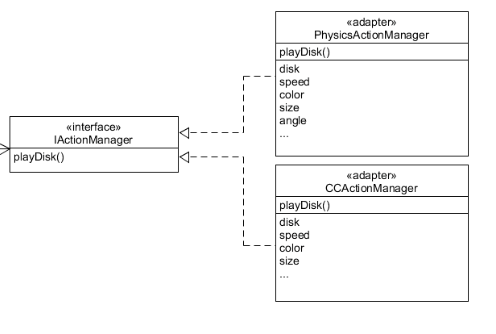 «adapter»
PhysicsActionManager
playDisk()
disk
speed
color
size
angle
...
«interface»
IActionManager
playDisk()
«adapter»
CCActionManager
playDisk()
disk
speed
color
size
...